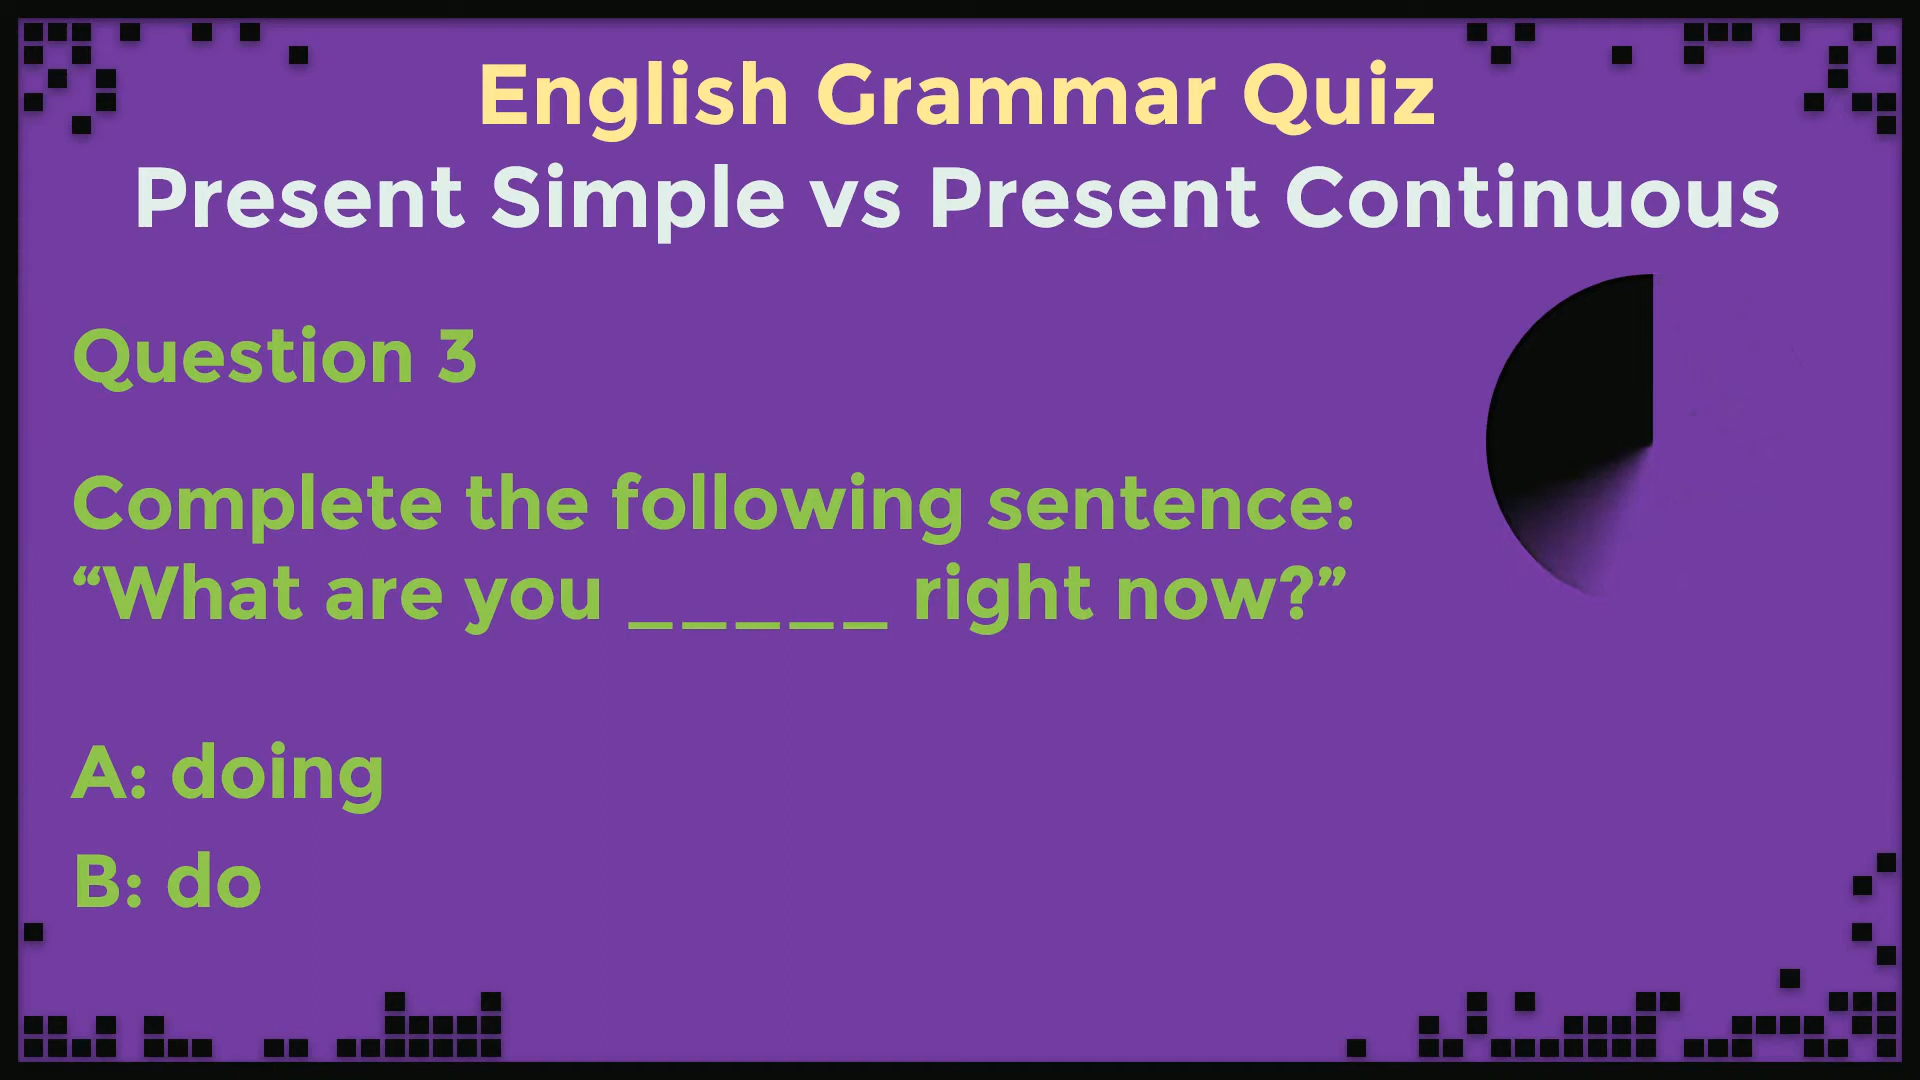 English Grammar Quiz
Present Simple vs Present Continuous
Question 3
Complete the following sentence:
“What are you _____ right now?”
A: doing
B: do